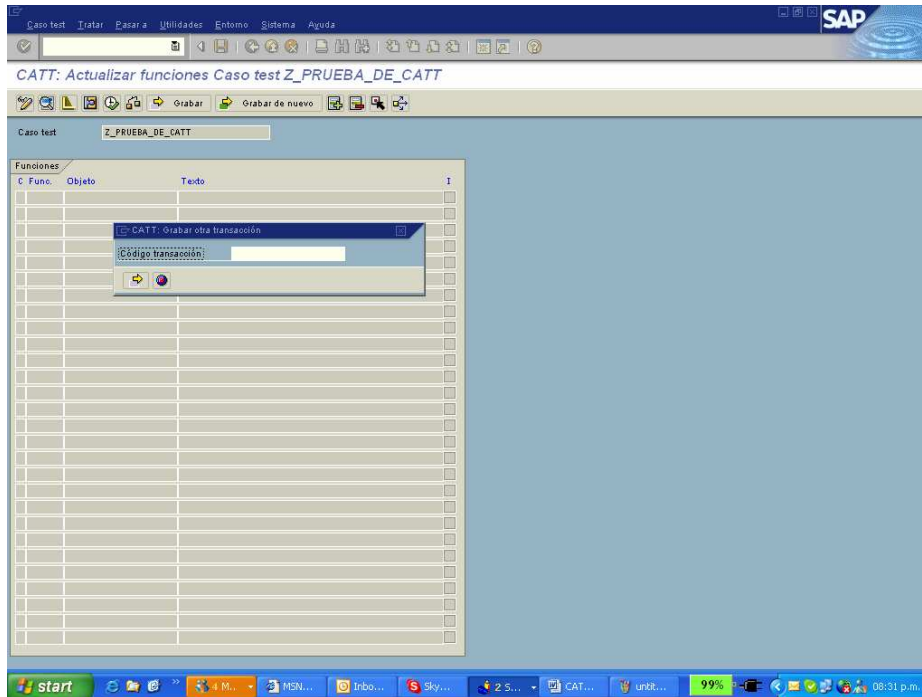 Caso test Tratar Pasar a Utilidades Entorno Sistema Ayuda
SAP
CATT: Actualizar funciones Caso test Z_PRUEBA_DE_CATT
Grabar Grabar de nuevo
Caso test Z_PRUEBA_DE_CATT
Funciones
C Func. Objeto Texto I
CATT: Grabar otra transacción
Código transacción
start 4 M... MSN... Inbo... Sky... 2 S... CAT... untit... 99% 08:31 p.m.